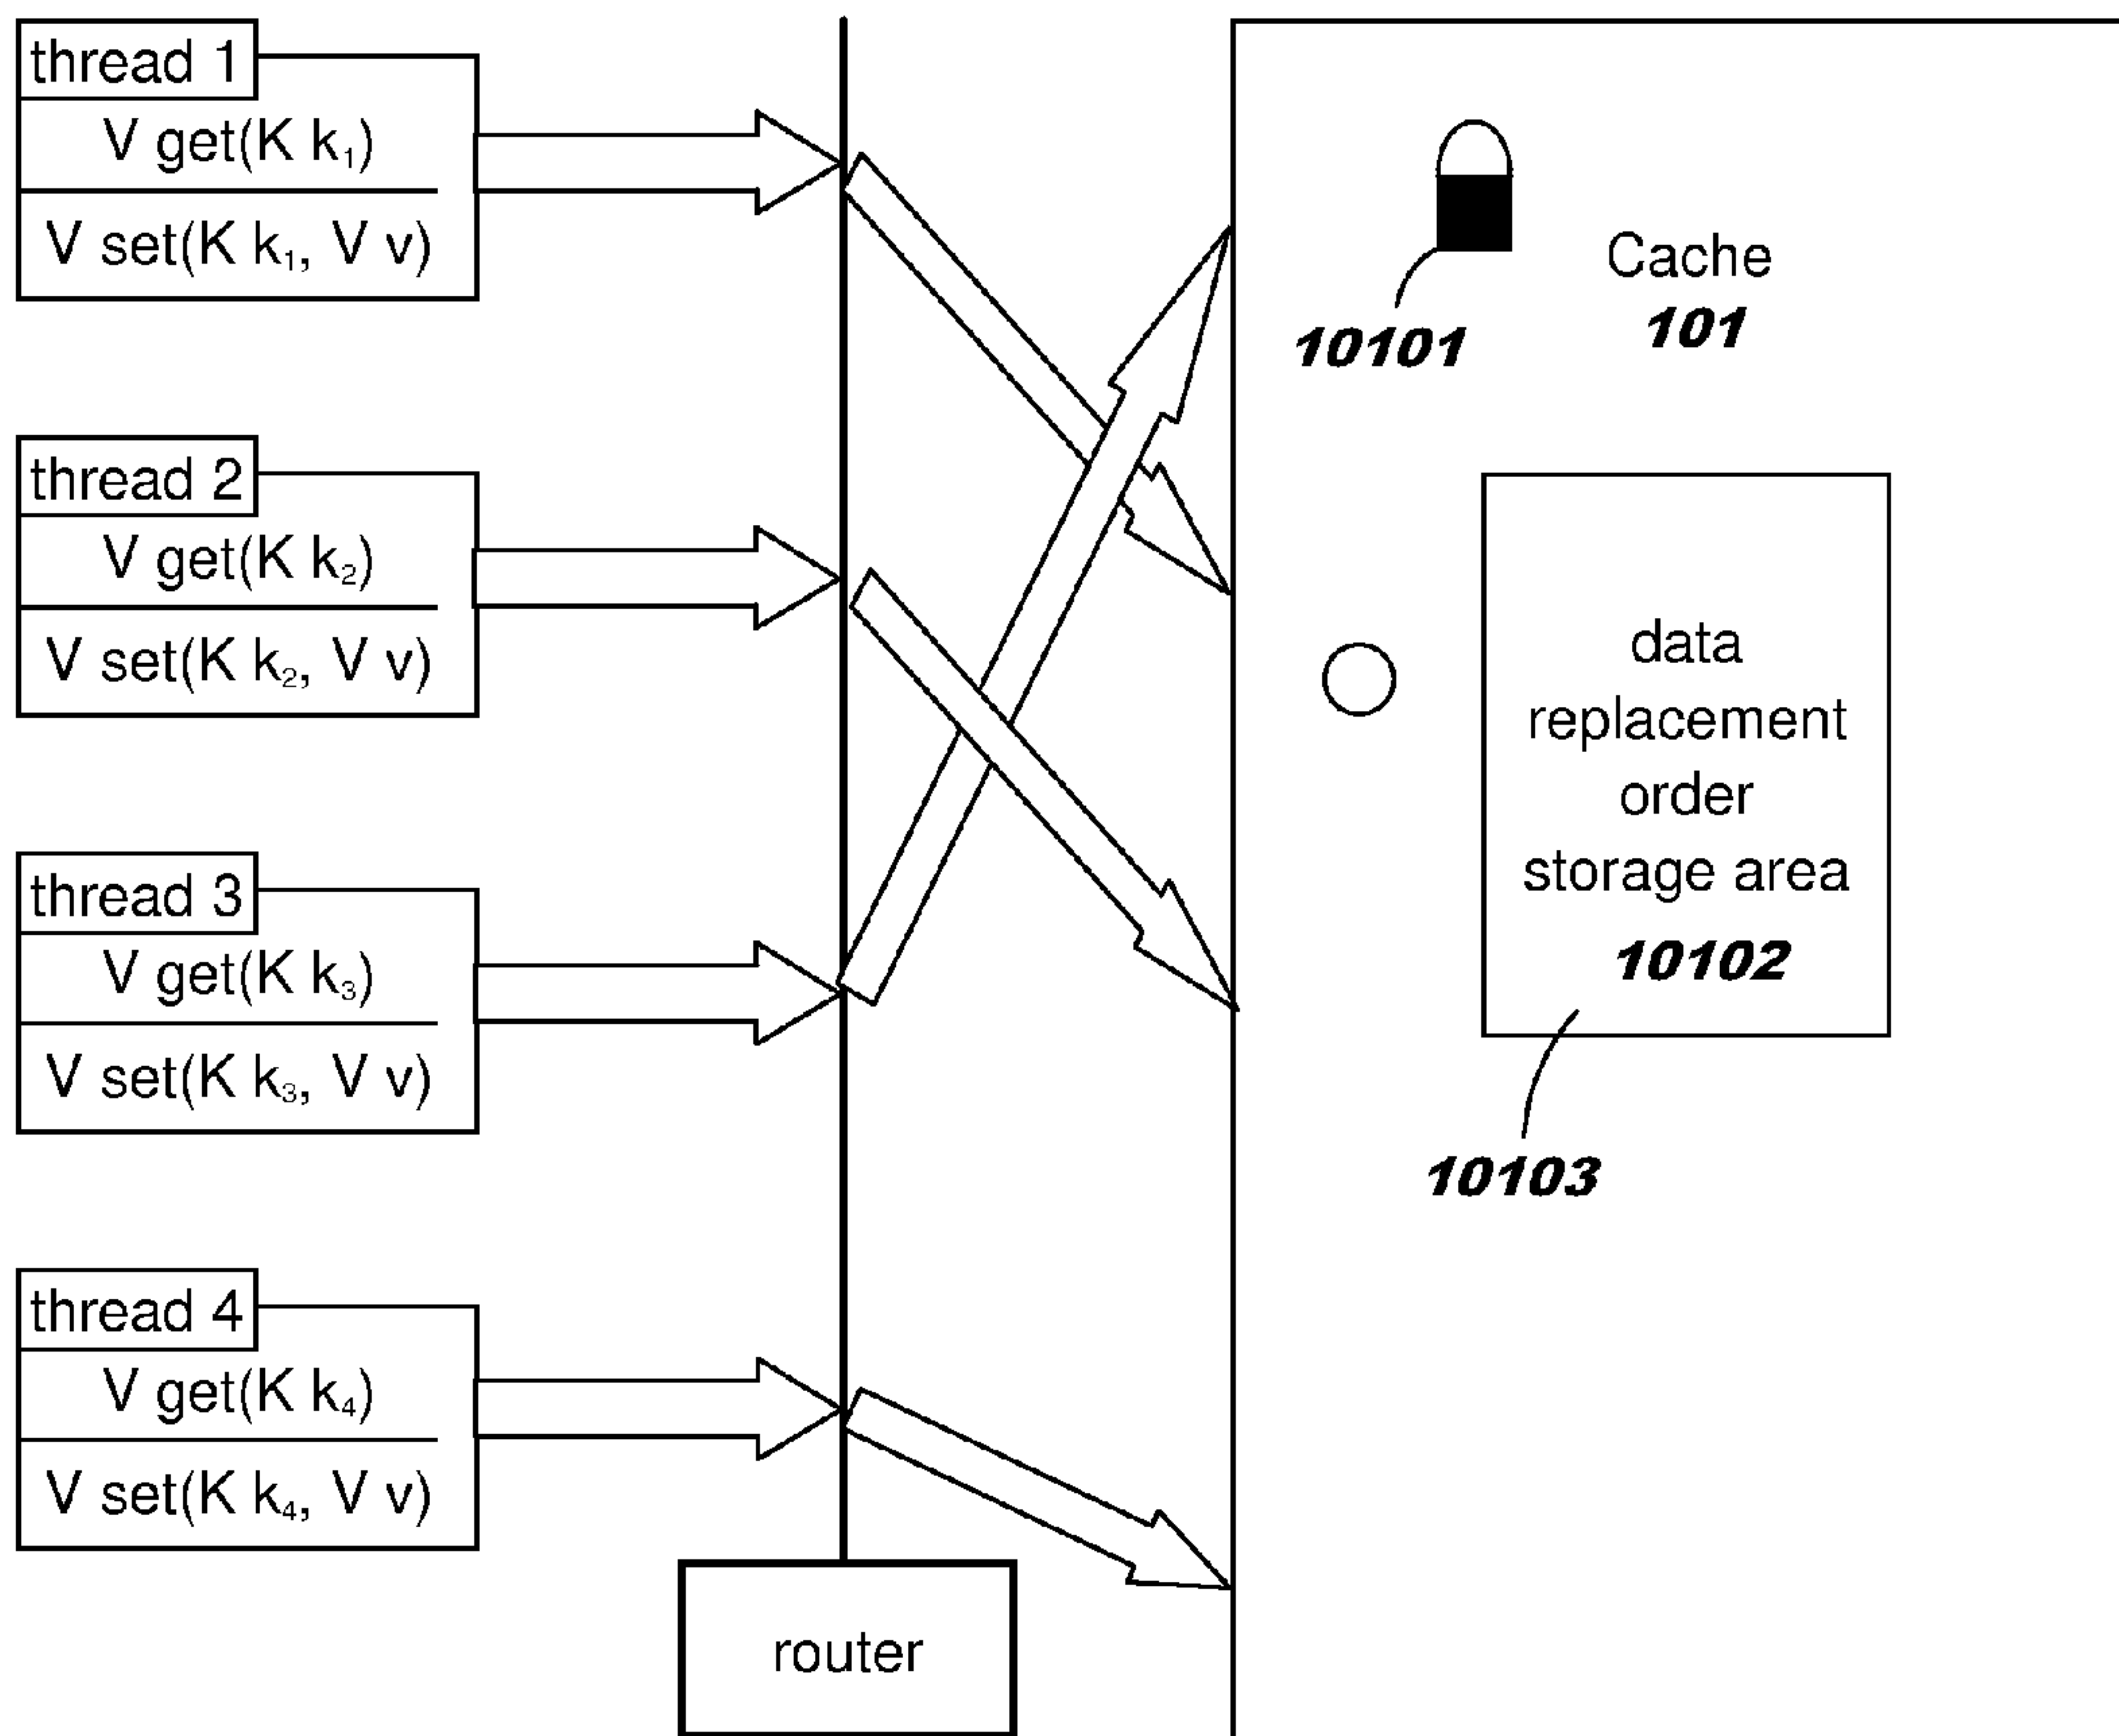 thread 1
V get(K k₁)
V set(K k₁, V v)
thread 2
V get(K k₂)
V set(K k₂, V v)
thread 3
V get(K k₃)
V set(K k₃, V v)
thread 4
V get(K k₄)
V set(K k₄, V v)
router
10101
Cache
101
data
replacement
order
storage area
10102
10103